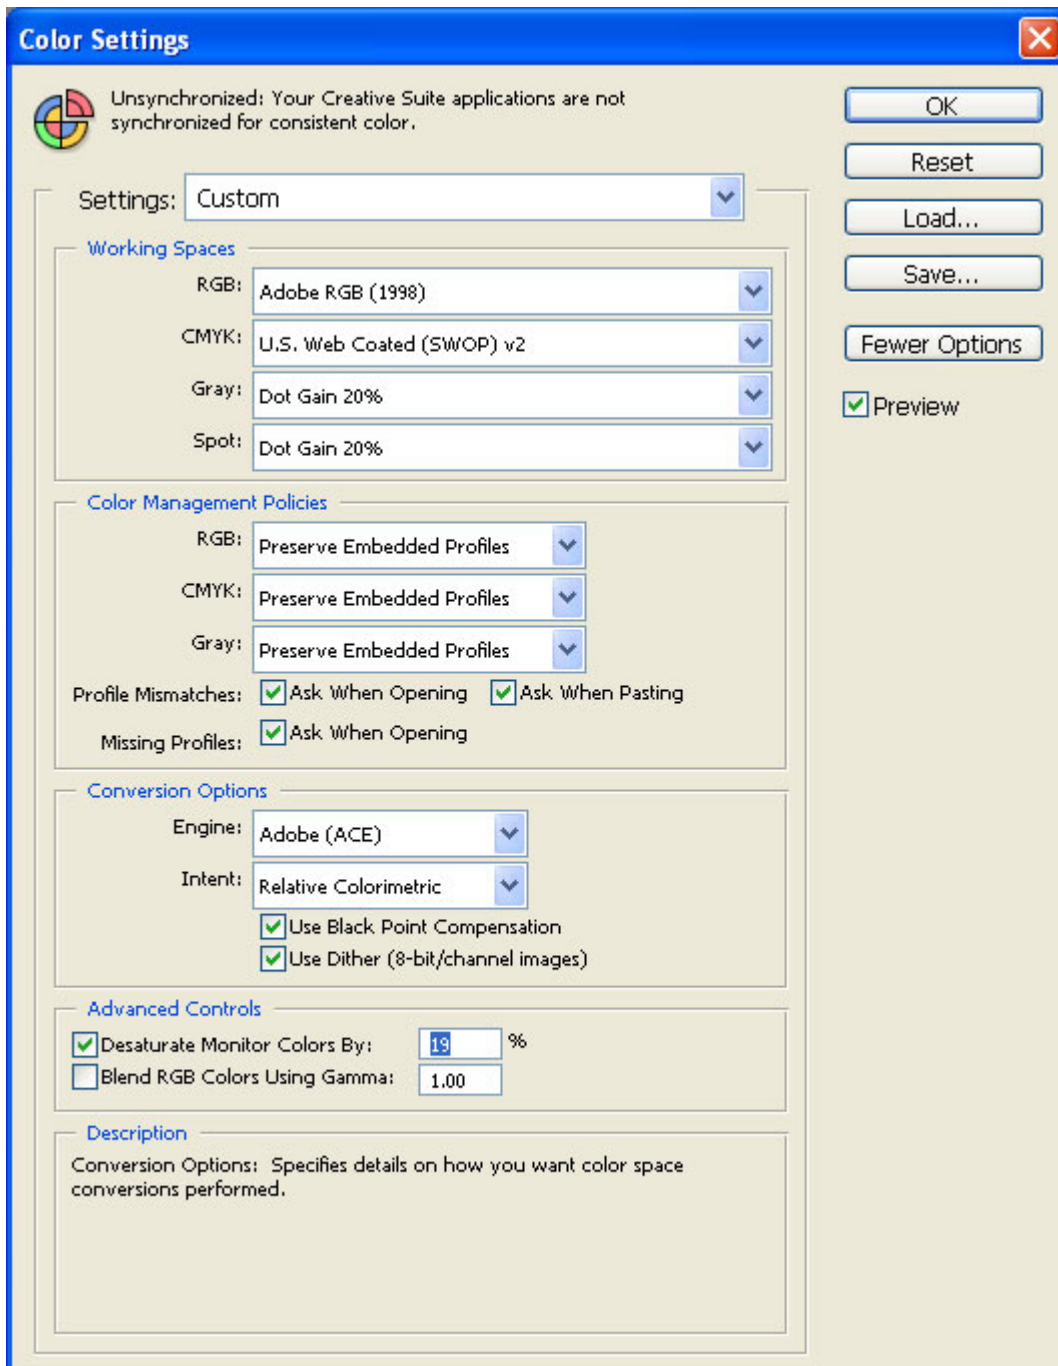 Color Settings
Unsynchronized: Your Creative Suite applications are not
synchronized for consistent color.
OK
Reset
Load...
Save...
Fewer Options
Preview
Settings: Custom
Working Spaces
RGB: Adobe RGB (1998)
CMYK: U.S. Web Coated (SWOP) v2
Gray: Dot Gain 20%
Spot: Dot Gain 20%
Color Management Policies
RGB: Preserve Embedded Profiles
CMYK: Preserve Embedded Profiles
Gray: Preserve Embedded Profiles
Profile Mismatches: Ask When Opening Ask When Pasting
Missing Profiles: Ask When Opening
Conversion Options
Engine: Adobe (ACE)
Intent: Relative Colorimetric
Use Black Point Compensation
Use Dither (8-bit/channel images)
Advanced Controls
Desaturate Monitor Colors By: 19 %
Blend RGB Colors Using Gamma: 1.00
Description
Conversion Options: Specifies details on how you want color space
conversions performed.